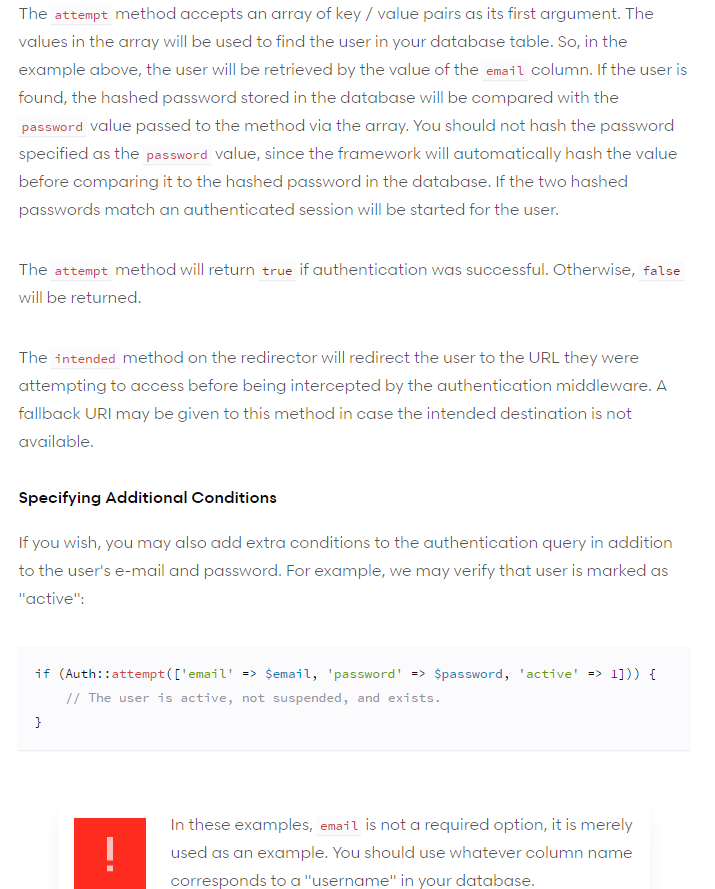 The attempt method accepts an array of key / value pairs as its first argument. The
values in the array will be used to find the user in your database table. So, in the
example above, the user will be retrieved by the value of the email column. If the user is
found, the hashed password stored in the database will be compared with the
password value passed to the method via the array. You should not hash the password
specified as the password value, since the framework will automatically hash the value
before comparing it to the hashed password in the database. If the two hashed
passwords match an authenticated session will be started for the user.
The attempt method will return true if authentication was successful. Otherwise, false
will be returned.
The intended method on the redirector will redirect the user to the URL they were
attempting to access before being intercepted by the authentication middleware. A
fallback URI may be given to this method in case the intended destination is not
available.
Specifying Additional Conditions
If you wish, you may also add extra conditions to the authentication query in addition
to the user's e-mail and password. For example, we may verify that user is marked as
"active":
if (Auth::attempt(['email' => $email, 'password' => $password, 'active' => 1])) {
    // The user is active, not suspended, and exists.
}
In these examples, email is not a required option, it is merely
used as an example. You should use whatever column name
corresponds to a "username" in your database.